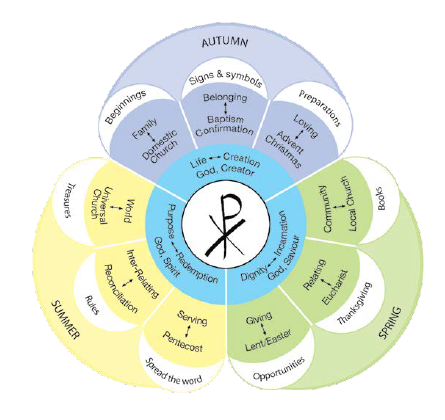 AUTUMN
Beginnings
Family
Domestic
Church
Signs & symbols
Belonging
Baptism
Confirmation
Preparations
Loving
Advent
Christmas
Life Creation
God, Creator
Books
Community
Local Church
Thanksgiving
Relating
Eucharist
Opportunities
Giving
Lent/Easter
SPRING
Dignity Incarnation
God, Saviour
Spread the word
Serving
Pentecost
Rules
Inter-Relating
Reconciliation
Treasures
World
Universal
Church
SUMMER
Purpose Redemption
God, Spirit